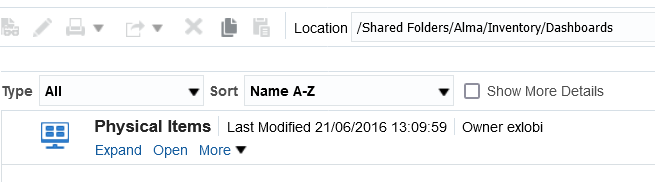 Location /Shared Folders/Alma/Inventory/Dashboards
Type All Sort Name A-Z Show More Details
Physical Items Last Modified 21/06/2016 13:09:59 Owner exlobi
Expand Open More